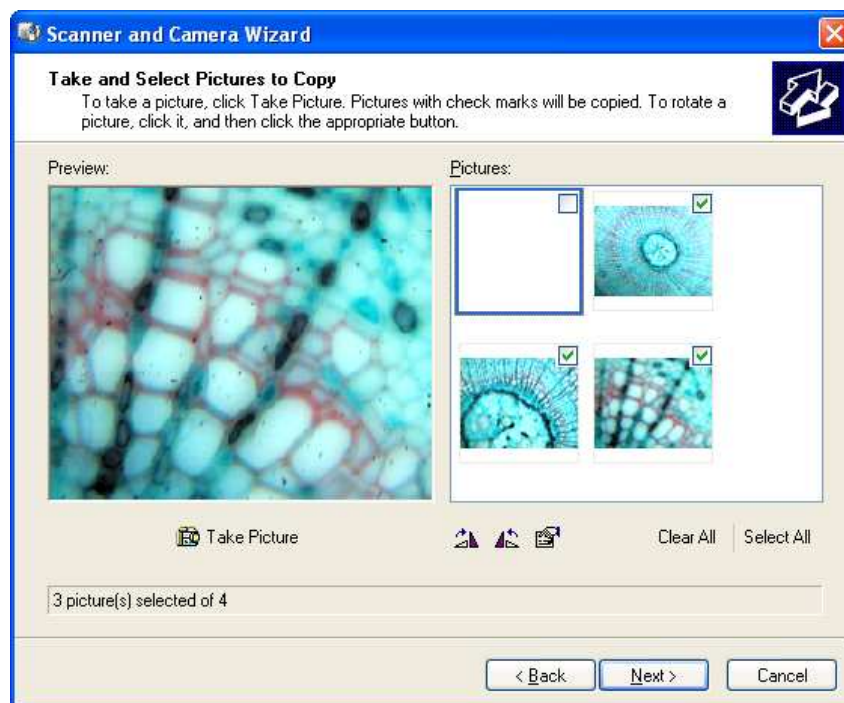 Scanner and Camera Wizard
Take and Select Pictures to Copy
To take a picture, click Take Picture. Pictures with check marks will be copied. To rotate a
picture, click it, and then click the appropriate button.
Preview:
Pictures:
Take Picture
Clear All
Select All
3 picture(s) selected of 4
< Back
Next >
Cancel